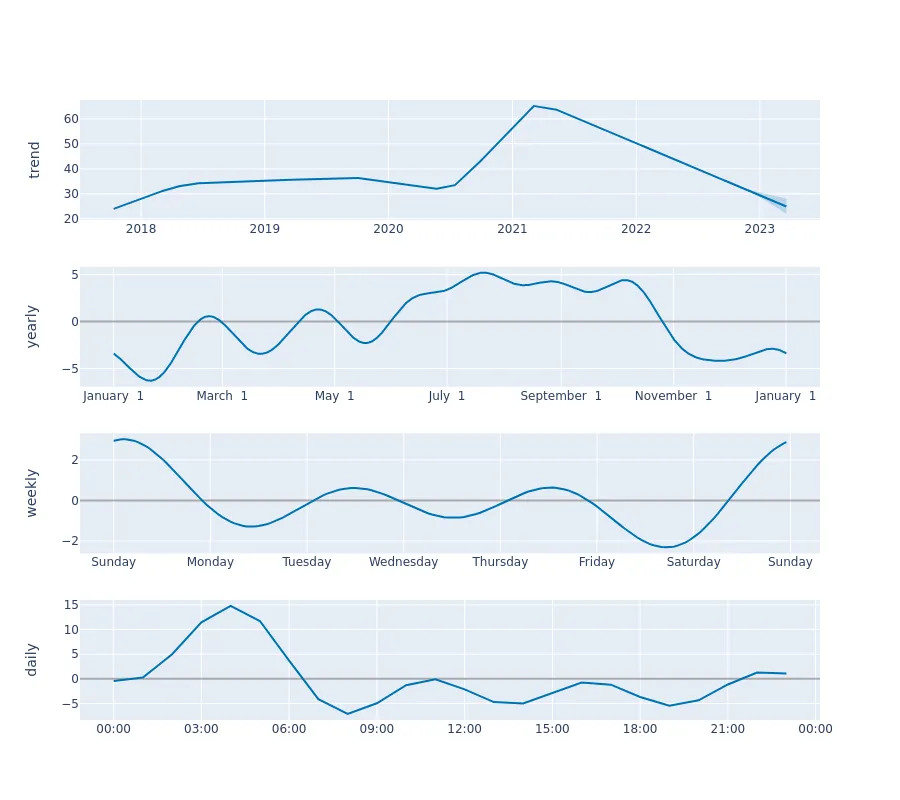 trend
60
50
40
30
20
2018 2019 2020 2021 2022 2023
yearly
5
0
−5
January 1 March 1 May 1 July 1 September 1 November 1 January 1
weekly
2
0
−2
Sunday Monday Tuesday Wednesday Thursday Friday Saturday Sunday
daily
15
10
5
0
−5
00:00 03:00 06:00 09:00 12:00 15:00 18:00 21:00 00:00